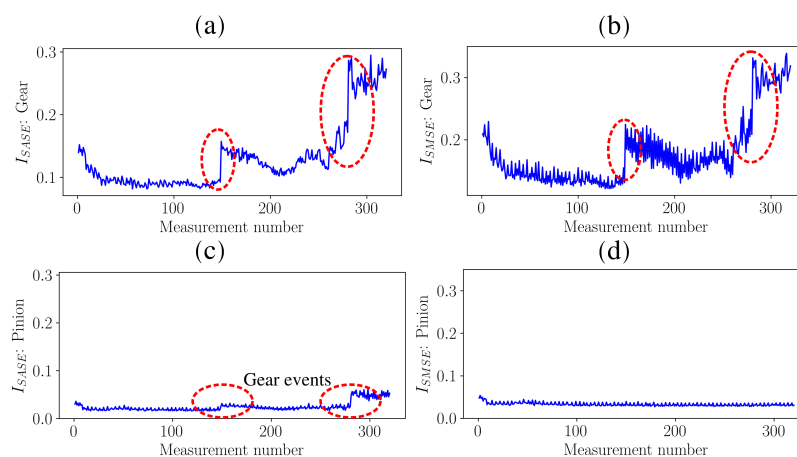 (a)
(b)
I_SASE: Gear
0.3
0.2
0.1
0
100
200
300
Measurement number
I_SMSE: Gear
0.3
0.2
0
100
200
300
Measurement number
(c)
(d)
I_SASE: Pinion
0.3
0.2
0.1
0.0
Gear events
0
100
200
300
Measurement number
I_SMSE: Pinion
0.3
0.2
0.1
0.0
0
100
200
300
Measurement number